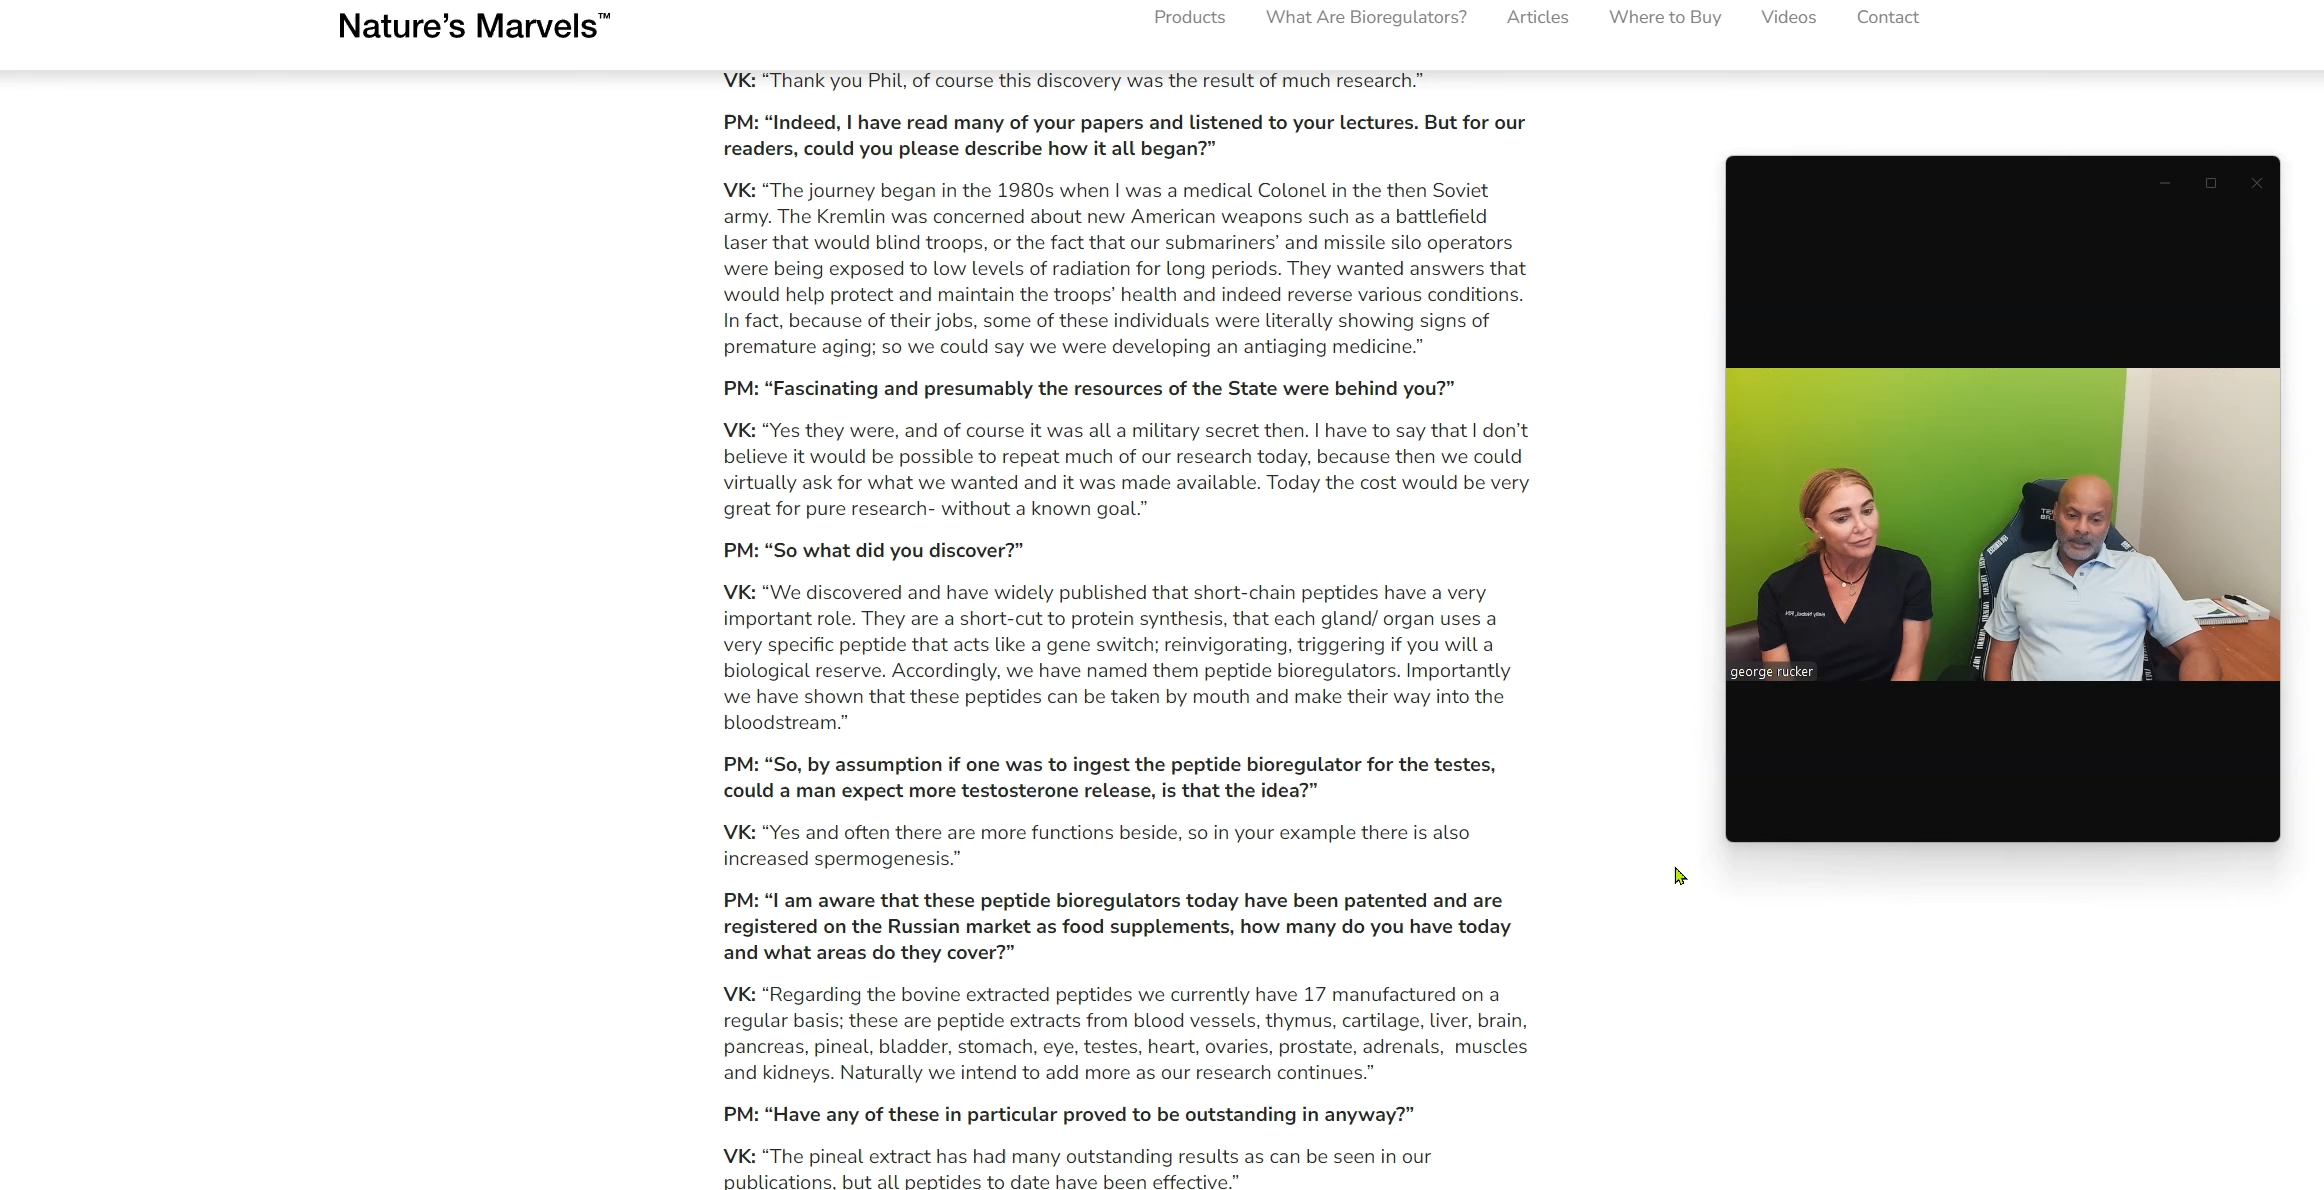 Nature's Marvels™
Products What Are Bioregulators? Articles Where to Buy Videos Contact
VK: “Thank you Phil, of course this discovery was the result of much research.”
PM: “Indeed, I have read many of your papers and listened to your lectures. But for our
readers, could you please describe how it all began?”
VK: “The journey began in the 1980s when I was a medical Colonel in the then Soviet
army. The Kremlin was concerned about new American weapons such as a battlefield
laser that would blind troops, or the fact that our submariners’ and missile silo operators
were being exposed to low levels of radiation for long periods. They wanted answers that
would help protect and maintain the troops’ health and indeed reverse various conditions.
In fact, because of their jobs, some of these individuals were literally showing signs of
premature aging; so we could say we were developing an antiaging medicine.”
PM: “Fascinating and presumably the resources of the State were behind you?”
VK: “Yes they were, and of course it was all a military secret then. I have to say that I don’t
believe it would be possible to repeat much of our research today, because then we could
virtually ask for what we wanted and it was made available. Today the cost would be very
great for pure research- without a known goal.”
PM: “So what did you discover?”
VK: “We discovered and have widely published that short-chain peptides have a very
important role. They are a short-cut to protein synthesis, that each gland/ organ uses a
very specific peptide that acts like a gene switch; reinvigorating, triggering if you will a
biological reserve. Accordingly, we have named them peptide bioregulators. Importantly
we have shown that these peptides can be taken by mouth and make their way into the
bloodstream.”
PM: “So, by assumption if one was to ingest the peptide bioregulator for the testes,
could a man expect more testosterone release, is that the idea?”
VK: “Yes and often there are more functions beside, so in your example there is also
increased spermogenesis.”
PM: “I am aware that these peptide bioregulators today have been patented and are
registered on the Russian market as food supplements, how many do you have today
and what areas do they cover?”
VK: “Regarding the bovine extracted peptides we currently have 17 manufactured on a
regular basis; these are peptide extracts from blood vessels, thymus, cartilage, liver, brain,
pancreas, pineal, bladder, stomach, eye, testes, heart, ovaries, prostate, adrenals,  muscles
and kidneys. Naturally we intend to add more as our research continues.”
PM: “Have any of these in particular proved to be outstanding in anyway?”
VK: “The pineal extract has had many outstanding results as can be seen in our
publications, but all peptides to date have been effective.”
george rucker